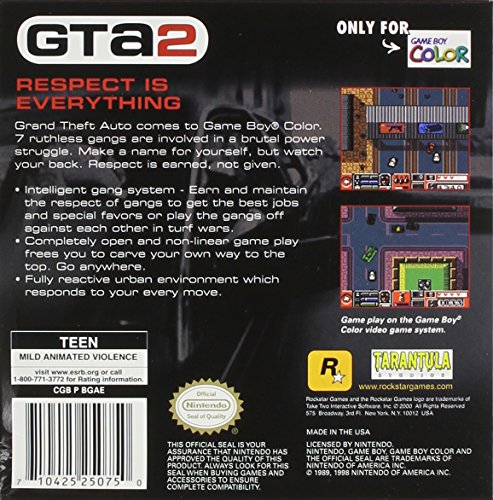 GTA2
ONLY FOR
GAME BOY
COLOR
RESPECT IS
EVERYTHING
Grand Theft Auto comes to Game Boy® Color.
7 ruthless gangs are involved in a brutal power
struggle. Make a name for yourself, but watch
your back. Respect is earned, not given.
• Intelligent gang system - Earn and maintain
the respect of gangs to get the best jobs
and special favors or play the gangs off
against each other in turf wars.
• Completely open and non-linear game play
frees you to carve your own way to the
top. Go anywhere.
• Fully reactive urban environment which
responds to your every move.
Game play on the Game Boy®
Color video game system.
TEEN
MILD ANIMATED VIOLENCE
Visit www.esrb.org or call
1-800-771-3772 for Rating Information.
CGB P BGAE
7 10425 25075 0
Official
Nintendo
Seal of Quality
THIS OFFICIAL SEAL IS YOUR
ASSURANCE THAT NINTENDO HAS
APPROVED THE QUALITY OF THIS
PRODUCT. ALWAYS LOOK FOR THIS
SEAL WHEN BUYING GAMES AND
ACCESSORIES TO ENSURE
COMPLETE COMPATIBILITY.
R
TARANTULA
STUDIOS
www.rockstargames.com
Rockstar Games and the Rockstar Games logo are trademarks of
Take Two Interactive Software, Inc. © 2000 All Rights Reserved
575 Broadway, 3rd Fl. New York, N.Y. 10012 USA
MADE IN THE USA
LICENSED BY NINTENDO.
NINTENDO, GAME BOY, GAME BOY COLOR AND
THE OFFICIAL SEAL ARE TRADEMARKS OF
NINTENDO OF AMERICA INC.
© 1989, 1998 NINTENDO OF AMERICA INC.